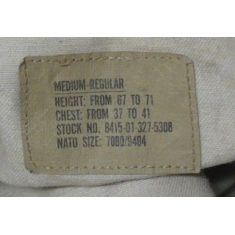 MEDIUM-REGULAR
HEIGHT: FROM 67 TO 71
CHEST: FROM 37 TO 41
STOCK NO. 8415-01-327-5308
NATO SIZE: 7080/9404